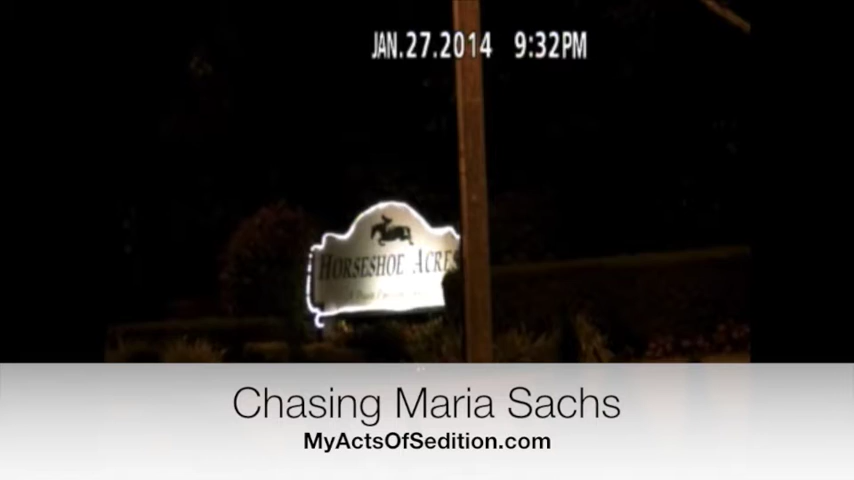 JAN.27.2014 9:32PM
HORSESHOE ACRES
Chasing Maria Sachs
MyActsOfSedition.com